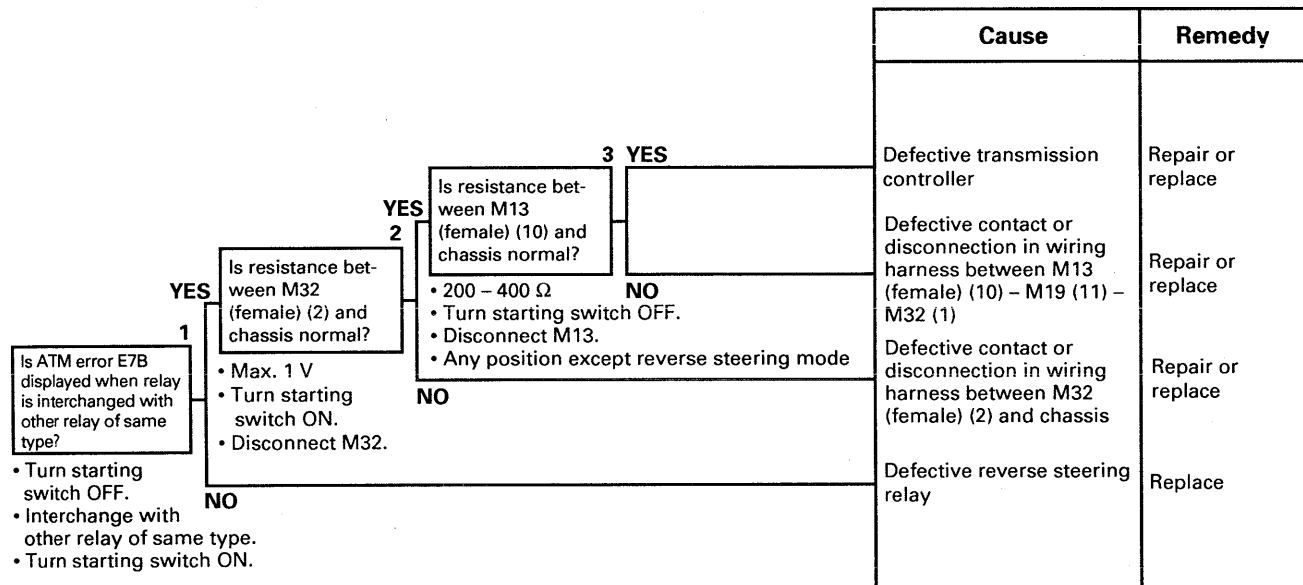 Cause
Remedy
3 YES
Is resistance bet-
ween M13
(female) (10) and
chassis normal?
Defective transmission
controller
Repair or
replace
YES
2
Is resistance bet-
ween M32
(female) (2) and
chassis normal?
• 200 – 400 Ω
NO
• Turn starting switch OFF.
• Disconnect M13.
• Any position except reverse steering mode
Defective contact or
disconnection in wiring
harness between M13
(female) (10) – M19 (11) –
M32 (1)
Repair or
replace
YES
1
Is ATM error E7B
displayed when relay
is interchanged with
other relay of same
type?
• Max. 1 V
• Turn starting
switch ON.
• Disconnect M32.
NO
Defective contact or
disconnection in wiring
harness between M32
(female) (2) and chassis
Repair or
replace
• Turn starting
switch OFF.
• Interchange with
other relay of same type.
• Turn starting switch ON.
NO
Defective reverse steering
relay
Replace